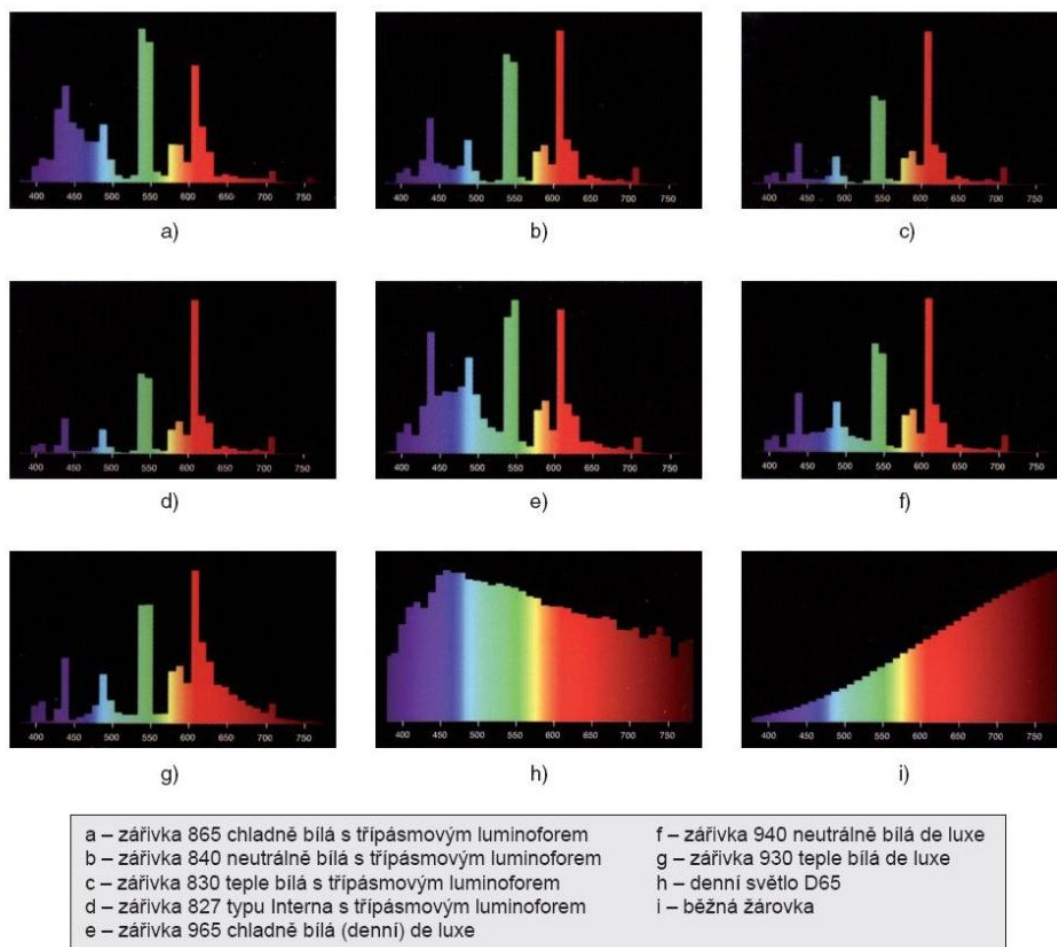 400 450 500 550 600 650 700 750
400 450 500 550 600 650 700 750
400 450 500 550 600 650 700 750
a)
b)
c)
400 450 500 550 600 650 700 750
400 450 500 550 600 650 700 750
400 450 500 550 600 650 700 750
d)
e)
f)
400 450 500 550 600 650 700 750
400 450 500 550 600 650 700 750
400 450 500 550 600 650 700 750
g)
h)
i)
a – zářivka 865 chladně bílá s třípásmovým luminoforem
b – zářivka 840 neutrálně bílá s třípásmovým luminoforem
c – zářivka 830 teple bílá s třípásmovým luminoforem
d – zářivka 827 typu Interna s třípásmovým luminoforem
e – zářivka 965 chladně bílá (denní) de luxe
f – zářivka 940 neutrálně bílá de luxe
g – zářivka 930 teple bílá de luxe
h – denní světlo D65
i – běžná žárovka